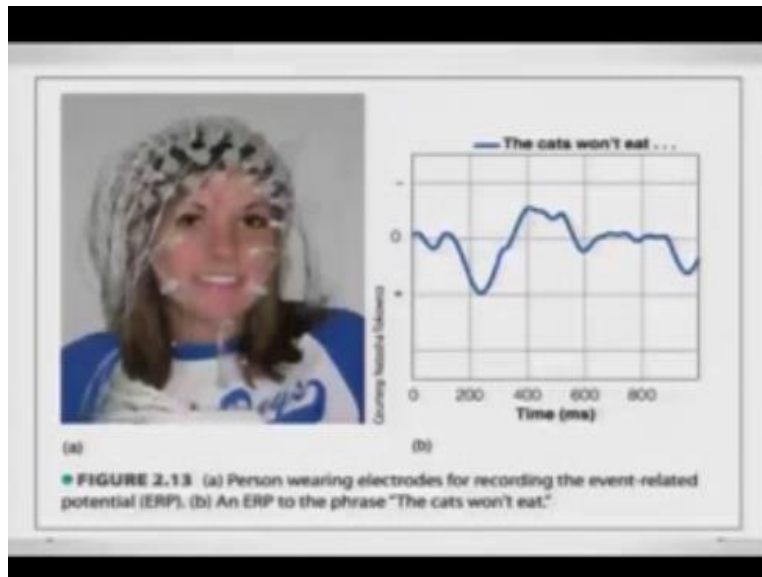 The cats won't eat . . .
−
0
+
0 200 400 600 800
Time (ms)
(a)
(b)
• FIGURE 2.13 (a) Person wearing electrodes for recording the event-related
potential (ERP). (b) An ERP to the phrase "The cats won't eat."